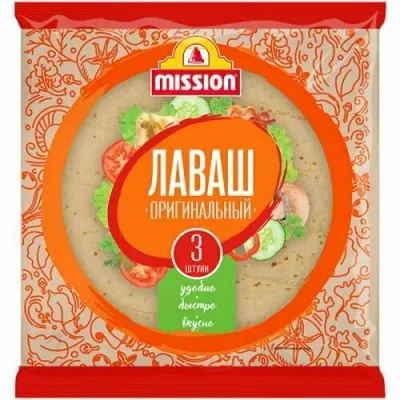 MISSION
ЛАВАШ
ОРИГИНАЛЬНЫЙ
3
ШТУКИ
удобно
быстро
вкусно